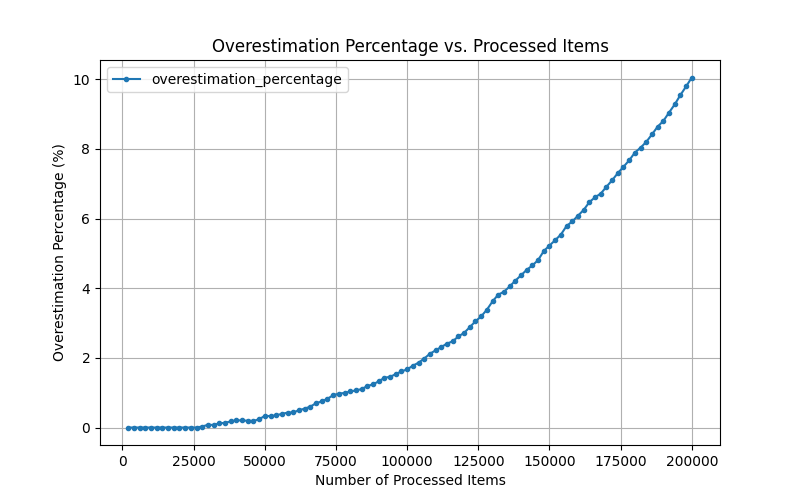 Overestimation Percentage vs. Processed Items
overestimation_percentage
Overestimation Percentage (%)
10
8
6
4
2
0
0 25000 50000 75000 100000 125000 150000 175000 200000
Number of Processed Items